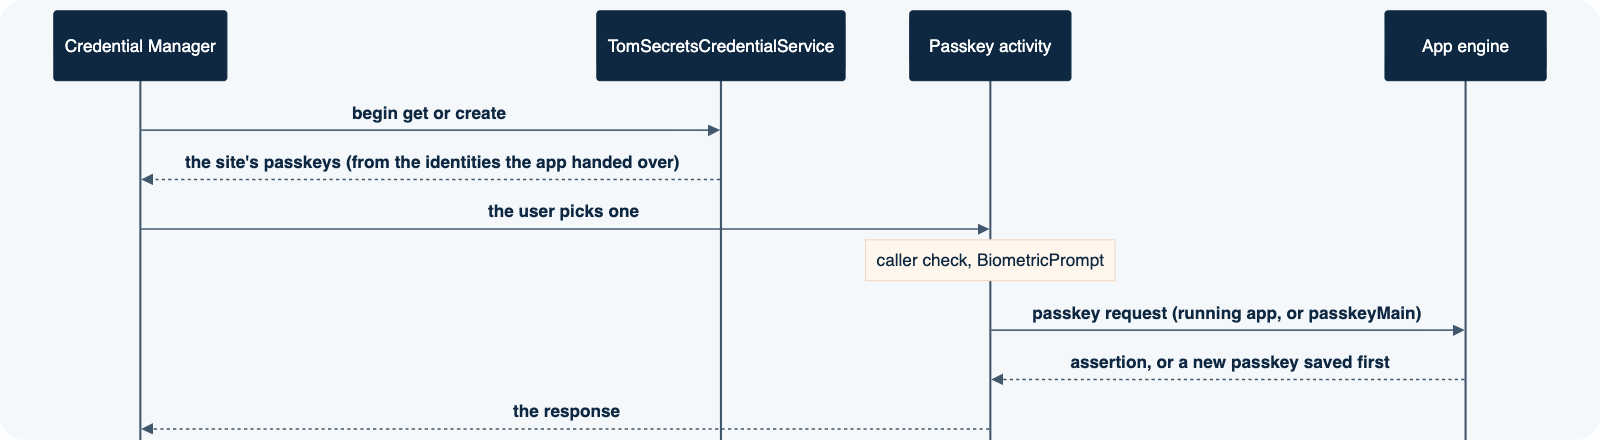 Credential Manager
TomSecretsCredentialService
Passkey activity
App engine
begin get or create
the site's passkeys (from the identities the app handed over)
the user picks one
caller check, BiometricPrompt
passkey request (running app, or passkeyMain)
assertion, or a new passkey saved first
the response